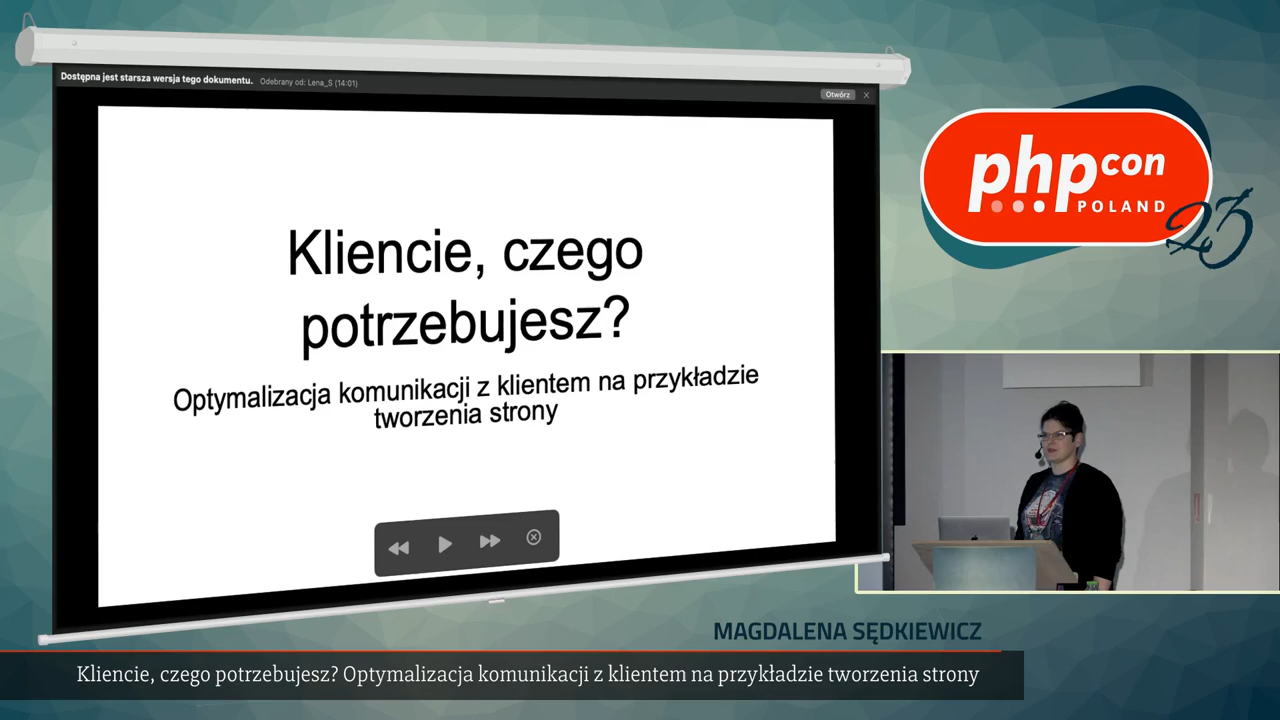 Dostępna jest starsza wersja tego dokumentu. Odebrany od: Lena_S (14:01)
Otwórz
Kliencie, czego
potrzebujesz?
Optymalizacja komunikacji z klientem na przykładzie
tworzenia strony
phpcon
POLAND
23
MAGDALENA SĘDKIEWICZ
Kliencie, czego potrzebujesz? Optymalizacja komunikacji z klientem na przykładzie tworzenia strony